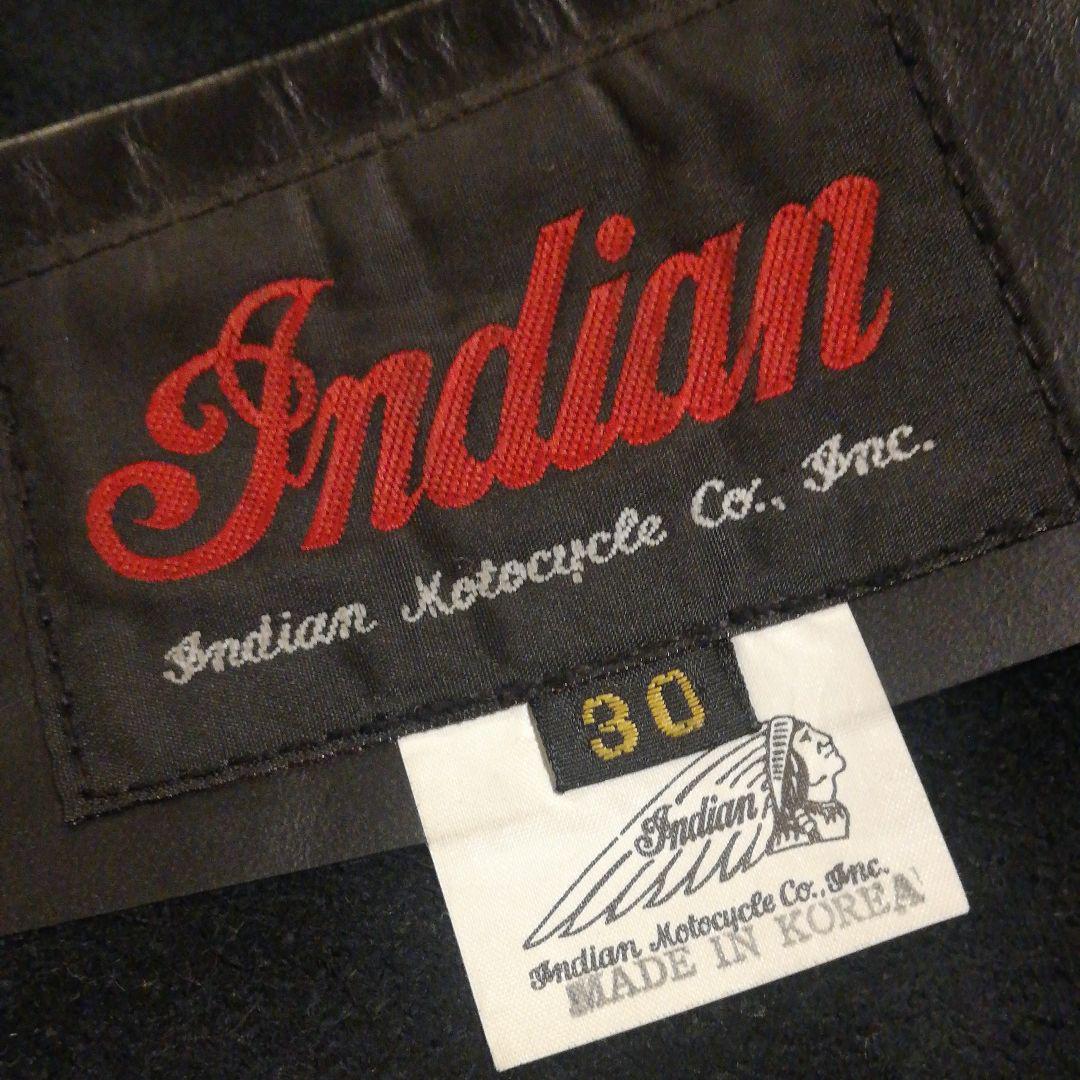 Indian
Indian Motocycle Co., Inc.
30
Indian
Indian Motocycle Co., Inc.
MADE IN KOREA